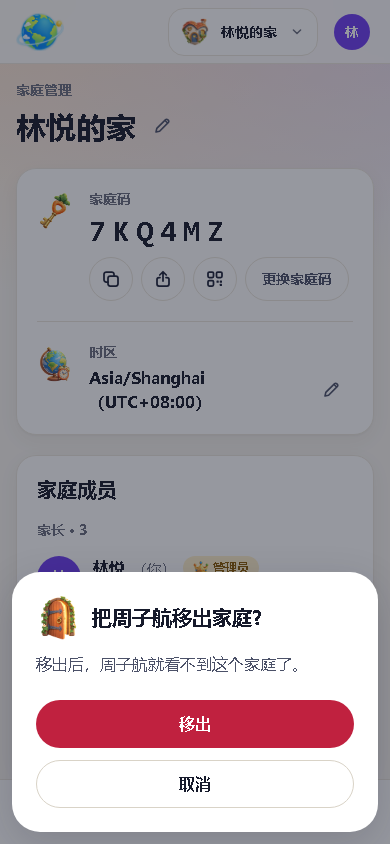 林悦的家
林
家庭管理
林悦的家
家庭码
7KQ4MZ
更换家庭码
时区
Asia/Shanghai
(UTC+08:00)
家庭成员
家长 • 3
林悦 (你) 管理员
把周子航移出家庭?
移出后，周子航就看不到这个家庭了。
移出
取消